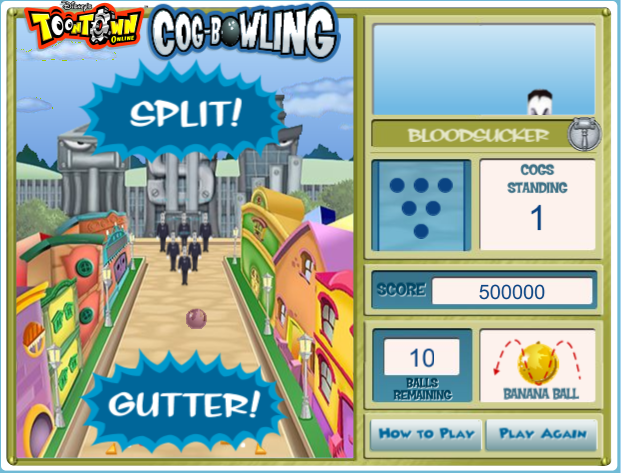 Disney's
TOONTOWN
ONLINE
COG-BOWLING
SPLIT!
BLOODSUCKER
COGS
STANDING
1
SCORE 500000
10
BALLS
REMAINING
BANANA BALL
GUTTER!
HOW TO PLAY
PLAY AGAIN